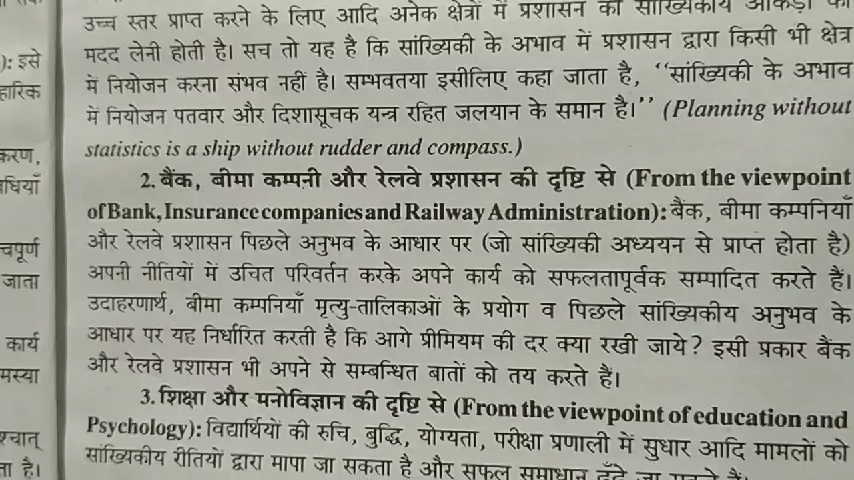 उच्च स्तर प्राप्त करने के लिए आदि अनेक क्षेत्रों में प्रशासन को सांख्यिकीय आँकड़ों की
मदद लेनी होती है। सच तो यह है कि सांख्यिकी के अभाव में प्रशासन द्वारा किसी भी क्षेत्र
में नियोजन करना संभव नहीं है। सम्भवतया इसीलिए कहा जाता है, ‘‘सांख्यिकी के अभाव
में नियोजन पतवार और दिशासूचक यन्त्र रहित जलयान के समान है।’’ (Planning without
statistics is a ship without rudder and compass.)
2. बैंक, बीमा कम्पनी और रेलवे प्रशासन की दृष्टि से (From the viewpoint
of Bank, Insurance companies and Railway Administration): बैंक, बीमा कम्पनियाँ
और रेलवे प्रशासन पिछले अनुभव के आधार पर (जो सांख्यिकी अध्ययन से प्राप्त होता है)
अपनी नीतियों में उचित परिवर्तन करके अपने कार्य को सफलतापूर्वक सम्पादित करते हैं।
उदाहरणार्थ, बीमा कम्पनियाँ मृत्यु-तालिकाओं के प्रयोग व पिछले सांख्यिकीय अनुभव के
आधार पर यह निर्धारित करती है कि आगे प्रीमियम की दर क्या रखी जाये? इसी प्रकार बैंक
और रेलवे प्रशासन भी अपने से सम्बन्धित बातों को तय करते हैं।
3. शिक्षा और मनोविज्ञान की दृष्टि से (From the viewpoint of education and
Psychology): विद्यार्थियों की रुचि, बुद्धि, योग्यता, परीक्षा प्रणाली में सुधार आदि मामलों को
सांख्यिकीय रीतियों द्वारा मापा जा सकता है और सफल समाधान ढूँढे जा सकते हैं।
): इसे
करण,
जाता
कार्य
ता है।